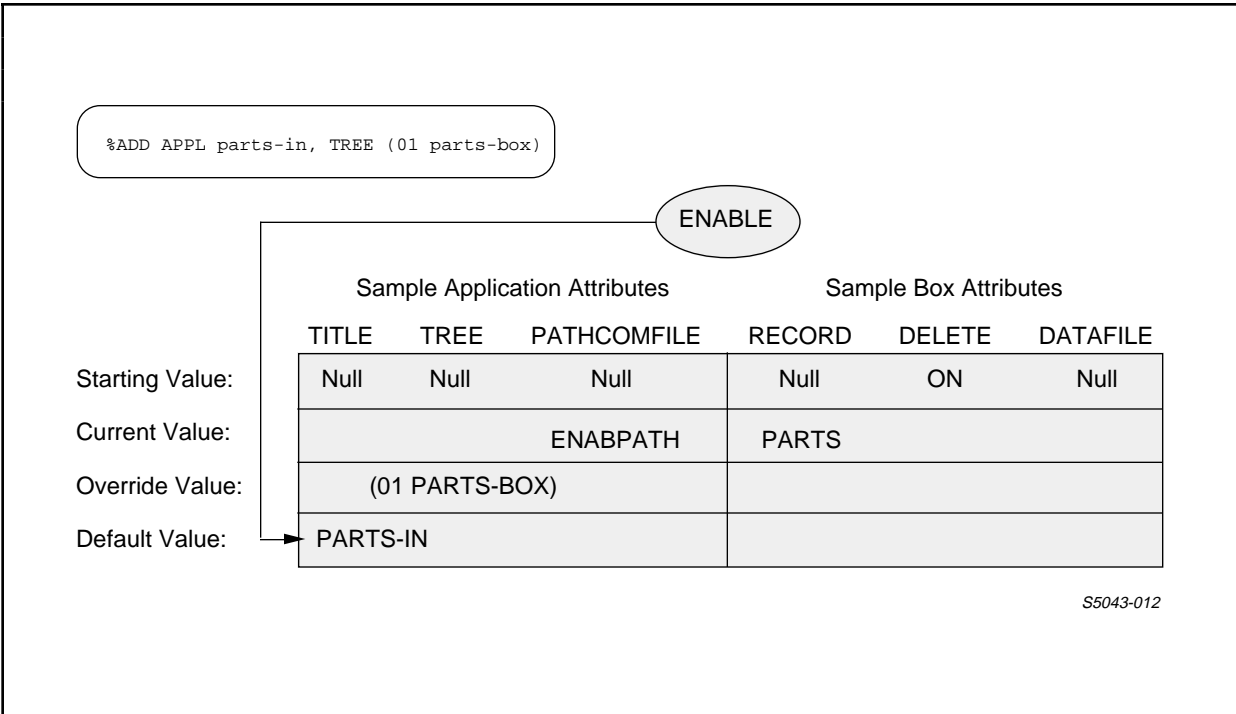 %ADD APPL parts-in, TREE (01 parts-box)
ENABLE
Sample Application Attributes Sample Box Attributes
TITLE TREE PATHCOMFILE RECORD DELETE DATAFILE
Starting Value: Null Null Null Null ON Null
Current Value: ENABPATH PARTS
Override Value: (01 PARTS-BOX)
Default Value: PARTS-IN
S5043-012